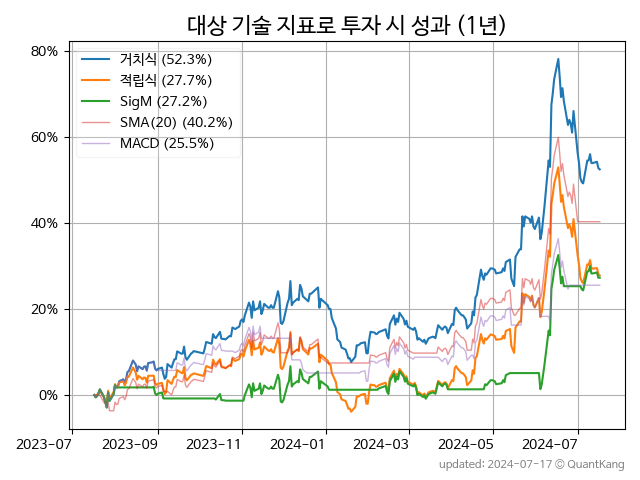 대상 기술 지표로 투자 시 성과 (1년)
80%
60%
40%
20%
0%
거치식 (52.3%)
적립식 (27.7%)
SigM (27.2%)
SMA(20) (40.2%)
MACD (25.5%)
2023-07 2023-09 2023-11 2024-01 2024-03 2024-05 2024-07
updated: 2024-07-17 © QuantKang